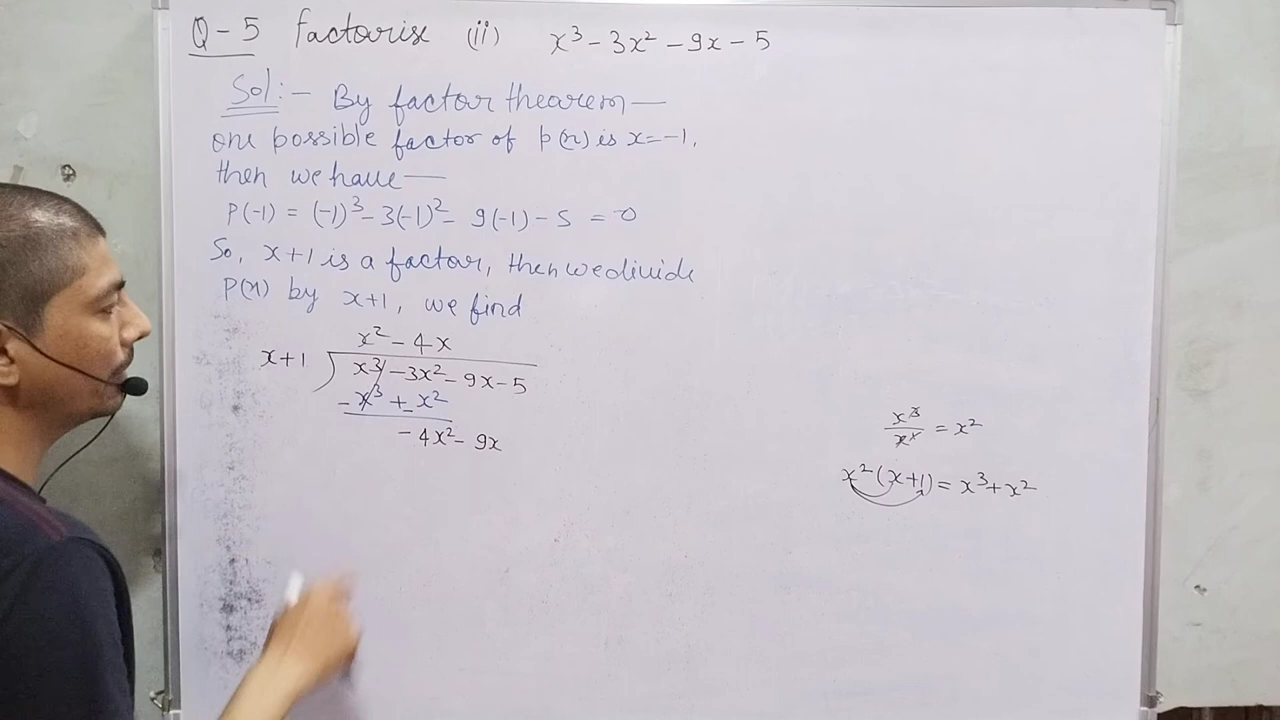 Q-5 factorise (ii) x³ - 3x² - 9x - 5
Sol:- By factor thearem—
one possible factor of p(x) is x=-1,
then we have—
P(-1) = (-1)³ - 3(-1)² - 9(-1) - 5 = 0
So, x+1 is a factor, then we divide
P(x) by x+1, we find
x² - 4x
x+1 ) x³ - 3x² - 9x - 5
- x³ + x²
-
- 4x² - 9x
x³/x¹ = x²
x²(x+1) = x³+x²